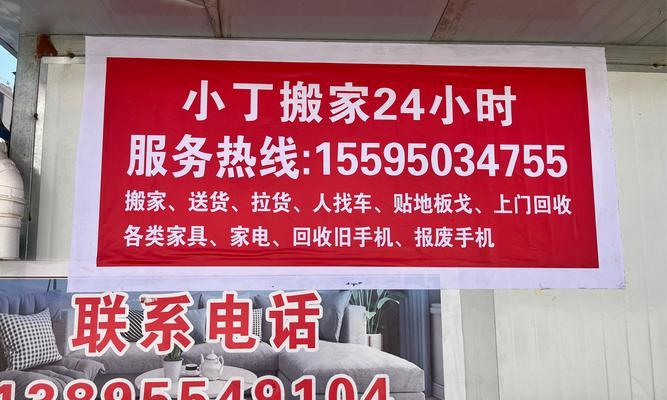 小丁搬家24小时
服务热线:15595034755
搬家、送货、拉货、人找车、贴地板戈、上门回收
各类家具、家电、回收旧手机、报废手机
联系电话
13895549104